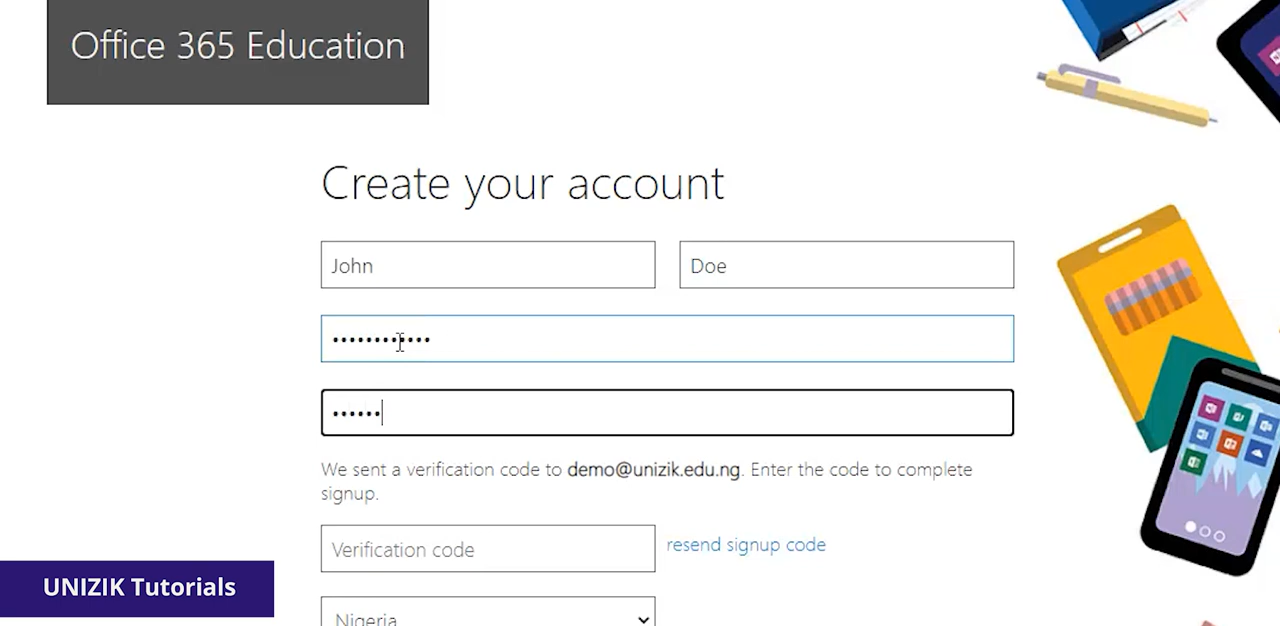 Office 365 Education
Create your account
John
Doe
••••••••••••
••••••
We sent a verification code to demo@unizik.edu.ng. Enter the code to complete
signup.
Verification code
resend signup code
Nigeria
UNIZIK Tutorials